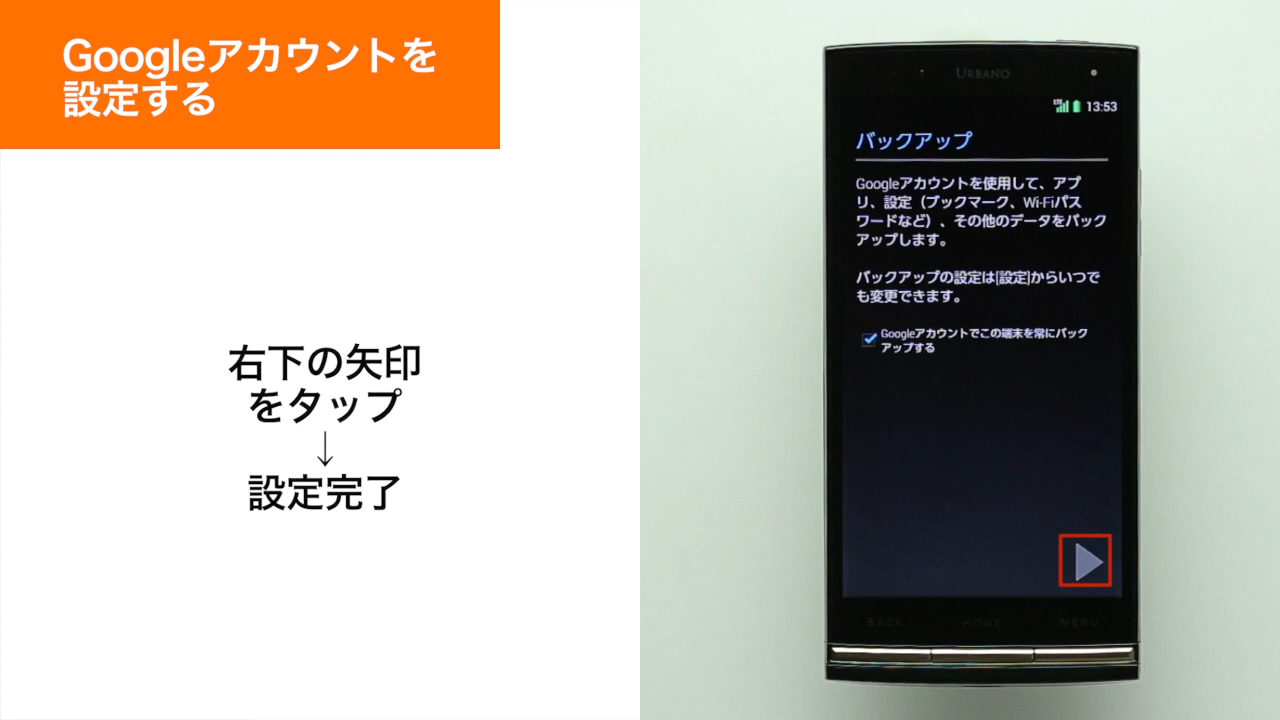 Googleアカウントを
設定する
右下の矢印
をタップ
↓
設定完了
URBANO
LTE 13:53
バックアップ
Googleアカウントを使用して、アプ
リ、設定（ブックマーク、Wi-Fiパス
ワードなど）、その他のデータをバック
アップします。
バックアップの設定は[設定]からいつで
も変更できます。
Googleアカウントでこの端末を常にバック
アップする
BACK HOME MENU